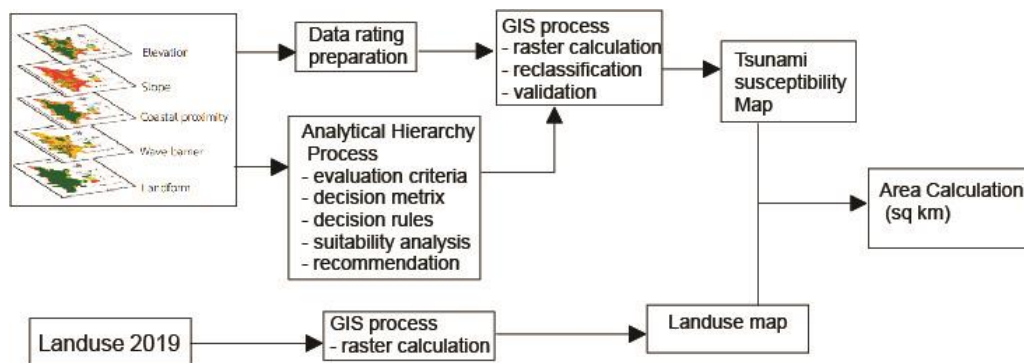 Elevation
Slope
Coastal proximity
Wave barrier
Landform
Data rating
preparation
GIS process
- raster calculation
- reclassification
- validation
Tsunami
susceptibility
Map
Analytical Hierarchy
Process
- evaluation criteria
- decision metrix
- decision rules
- suitability analysis
- recommendation
Area Calculation
(sq km)
Landuse 2019
GIS process
- raster calculation
Landuse map